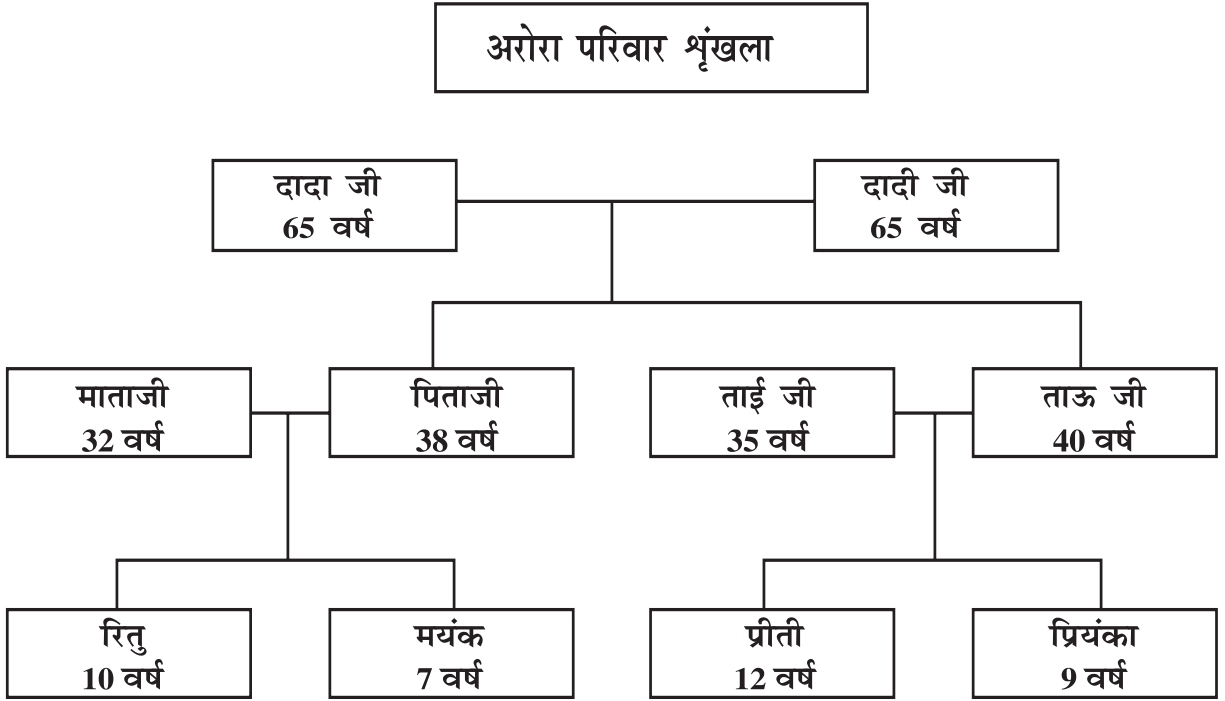 अरोरा परिवार शृंखला
दादा जी
65 वर्ष
दादी जी
65 वर्ष
माताजी
32 वर्ष
पिताजी
38 वर्ष
ताई जी
35 वर्ष
ताऊ जी
40 वर्ष
रितु
10 वर्ष
मयंक
7 वर्ष
प्रीती
12 वर्ष
प्रियंका
9 वर्ष